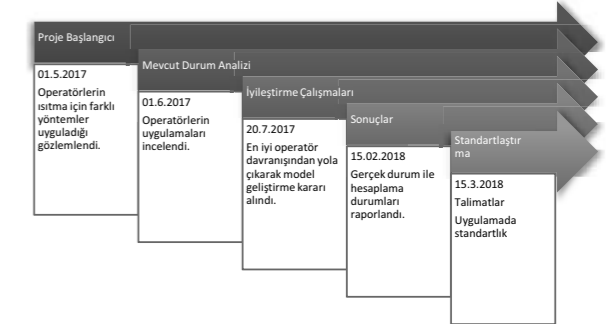 Proje Başlangıcı
01.5.2017
Operatörlerin
ısıtma için farklı
yöntemler
uyguladığı
gözlemlendi.
Mevcut Durum Analizi
01.6.2017
Operatörlerin
uygulamaları
incelendi.
İyileştirme Çalışmaları
20.7.2017
En iyi operatör
davranışından yola
çıkarak model
geliştirme kararı
alındı.
Sonuçlar
15.02.2018
Gerçek durum ile
hesaplama
durumları
raporlandı.
Standartlaştır
ma
15.3.2018
Talimatlar
Uygulamada
standartlık